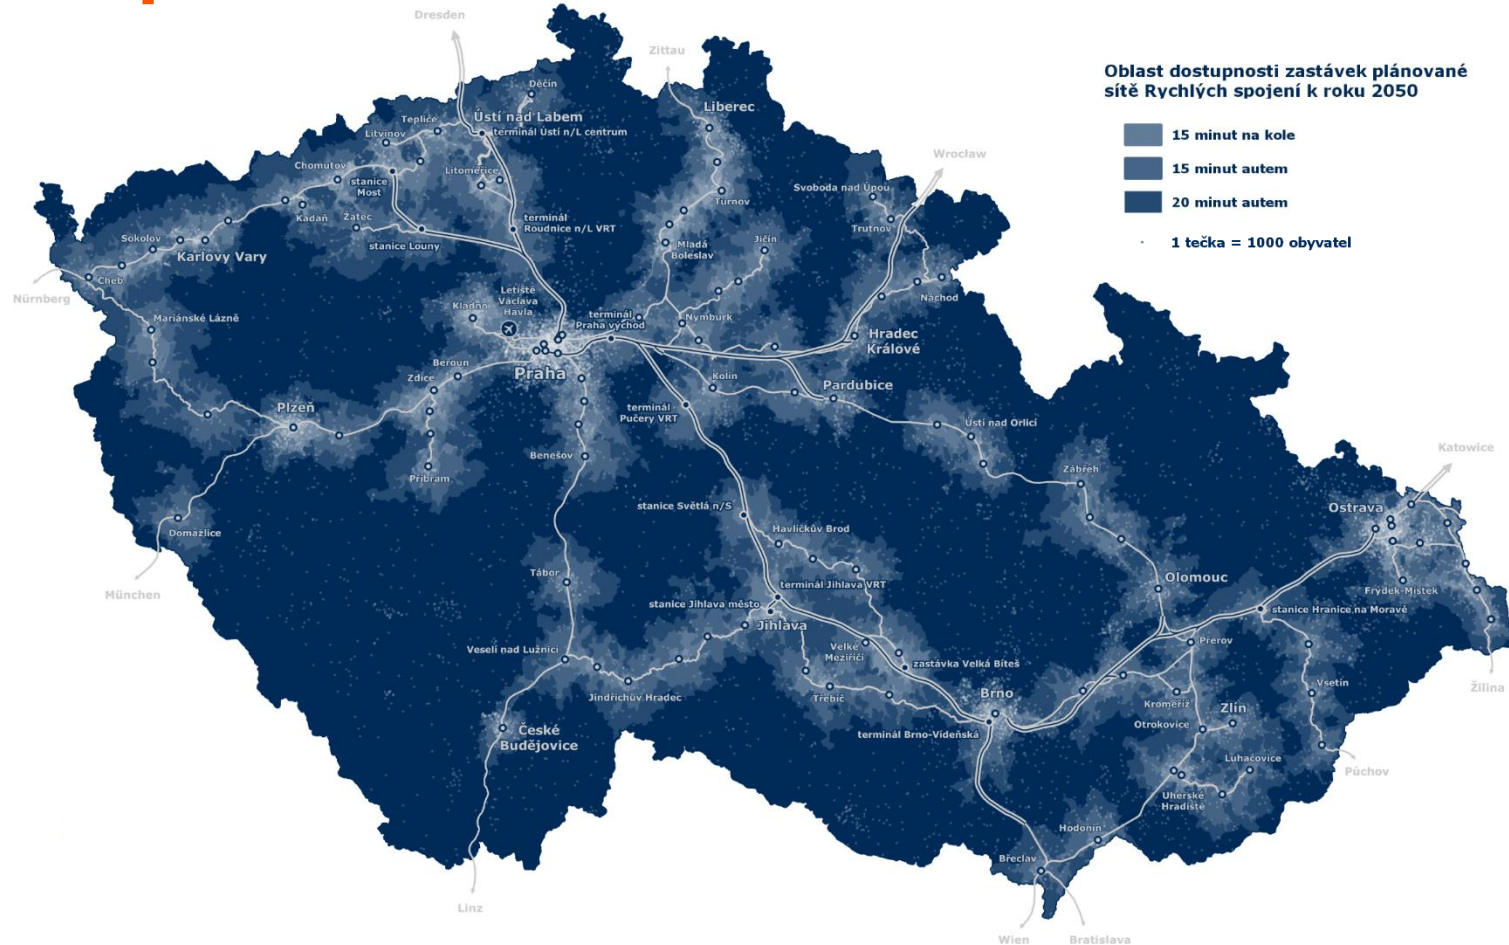 Dresden
Zittau
Oblast dostupnosti zastávek plánované
sítě Rychlých spojení k roku 2050
15 minut na kole
15 minut autem
20 minut autem
1 tečka = 1000 obyvatel
Děčín
Liberec
Ústí nad Labem
Teplice
terminál Ústí n/L centrum
Litvínov
Wrocław
Chomutov
Litoměřice
stanice
Most
Svoboda nad Úpou
Turnov
Kadaň
Žatec
terminál
Roudnice n/L VRT
Trutnov
Sokolov
stanice Louny
Mladá
Boleslav
Jičín
Karlovy Vary
Cheb
Nürnberg
Letiště
Václava
Havla
Náchod
Kladno
Mariánské Lázně
terminál
Praha východ
Nymburk
Hradec
Králové
Beroun
Praha
Zdice
Kolín
Pardubice
Plzeň
terminál
Pučery VRT
Ústí nad Orlicí
Benešov
Katowice
Příbram
Zábřeh
stanice Světlá n/S
Ostrava
Domažlice
Havlíčkův Brod
Tábor
Olomouc
terminál Jihlava VRT
München
Frýdek-Místek
stanice Jihlava město
stanice Hranice na Moravě
Jihlava
Přerov
Veselí nad Lužnicí
Velké
Meziříčí
zastávka Velká Bíteš
Vsetín
Žilina
Jindřichův Hradec
Třebíč
Brno
Kroměříž
Zlín
Otrokovice
České
Budějovice
terminál Brno-Vídeňská
Luhačovice
Púchov
Uherské
Hradiště
Hodonín
Břeclav
Linz
Wien
Bratislava